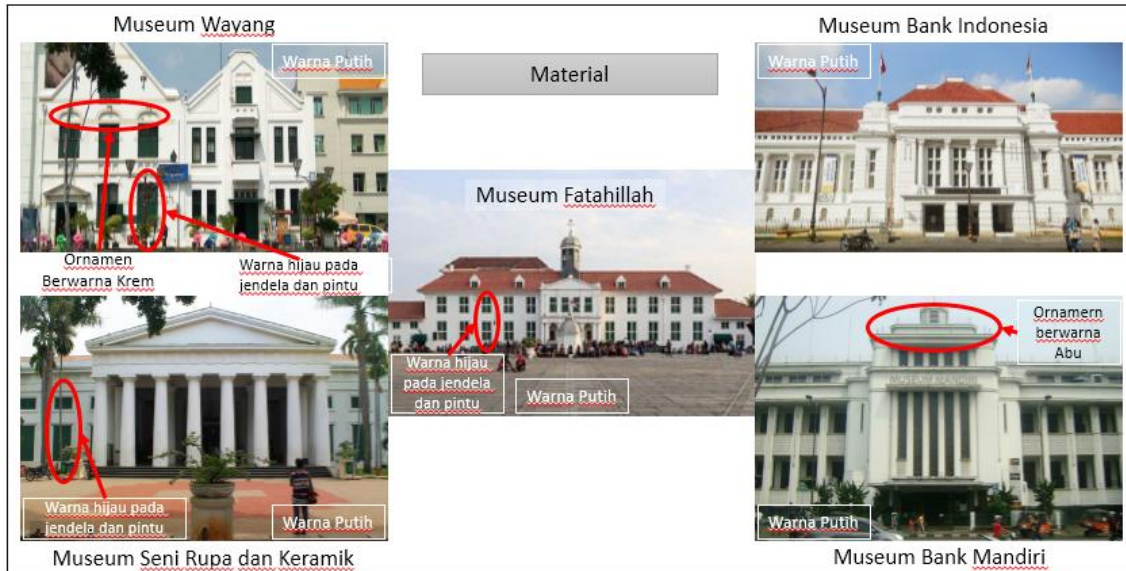 Museum Wayang
Warna Putih
Ornamen
Berwarna Krem
Warna hijau pada
jendela dan pintu
Material
Museum Bank Indonesia
Warna Putih
Museum Fatahillah
Warna hijau
pada jendela
dan pintu
Warna Putih
Warna hijau pada
jendela dan pintu
Warna Putih
Museum Seni Rupa dan Keramik
Ornamern
berwarna
Abu
MUSEUM MANDIRI
Warna Putih
Museum Bank Mandiri